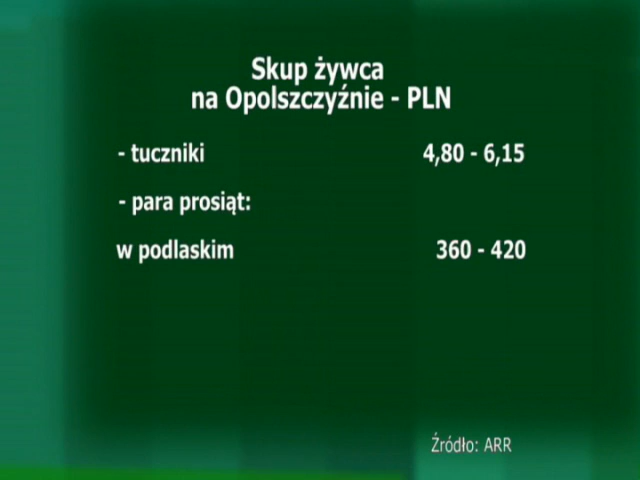 Skup żywca
na Opolszczyźnie - PLN
- tuczniki 4,80 - 6,15
- para prosiąt:
w podlaskim 360 - 420
Źródło: ARR